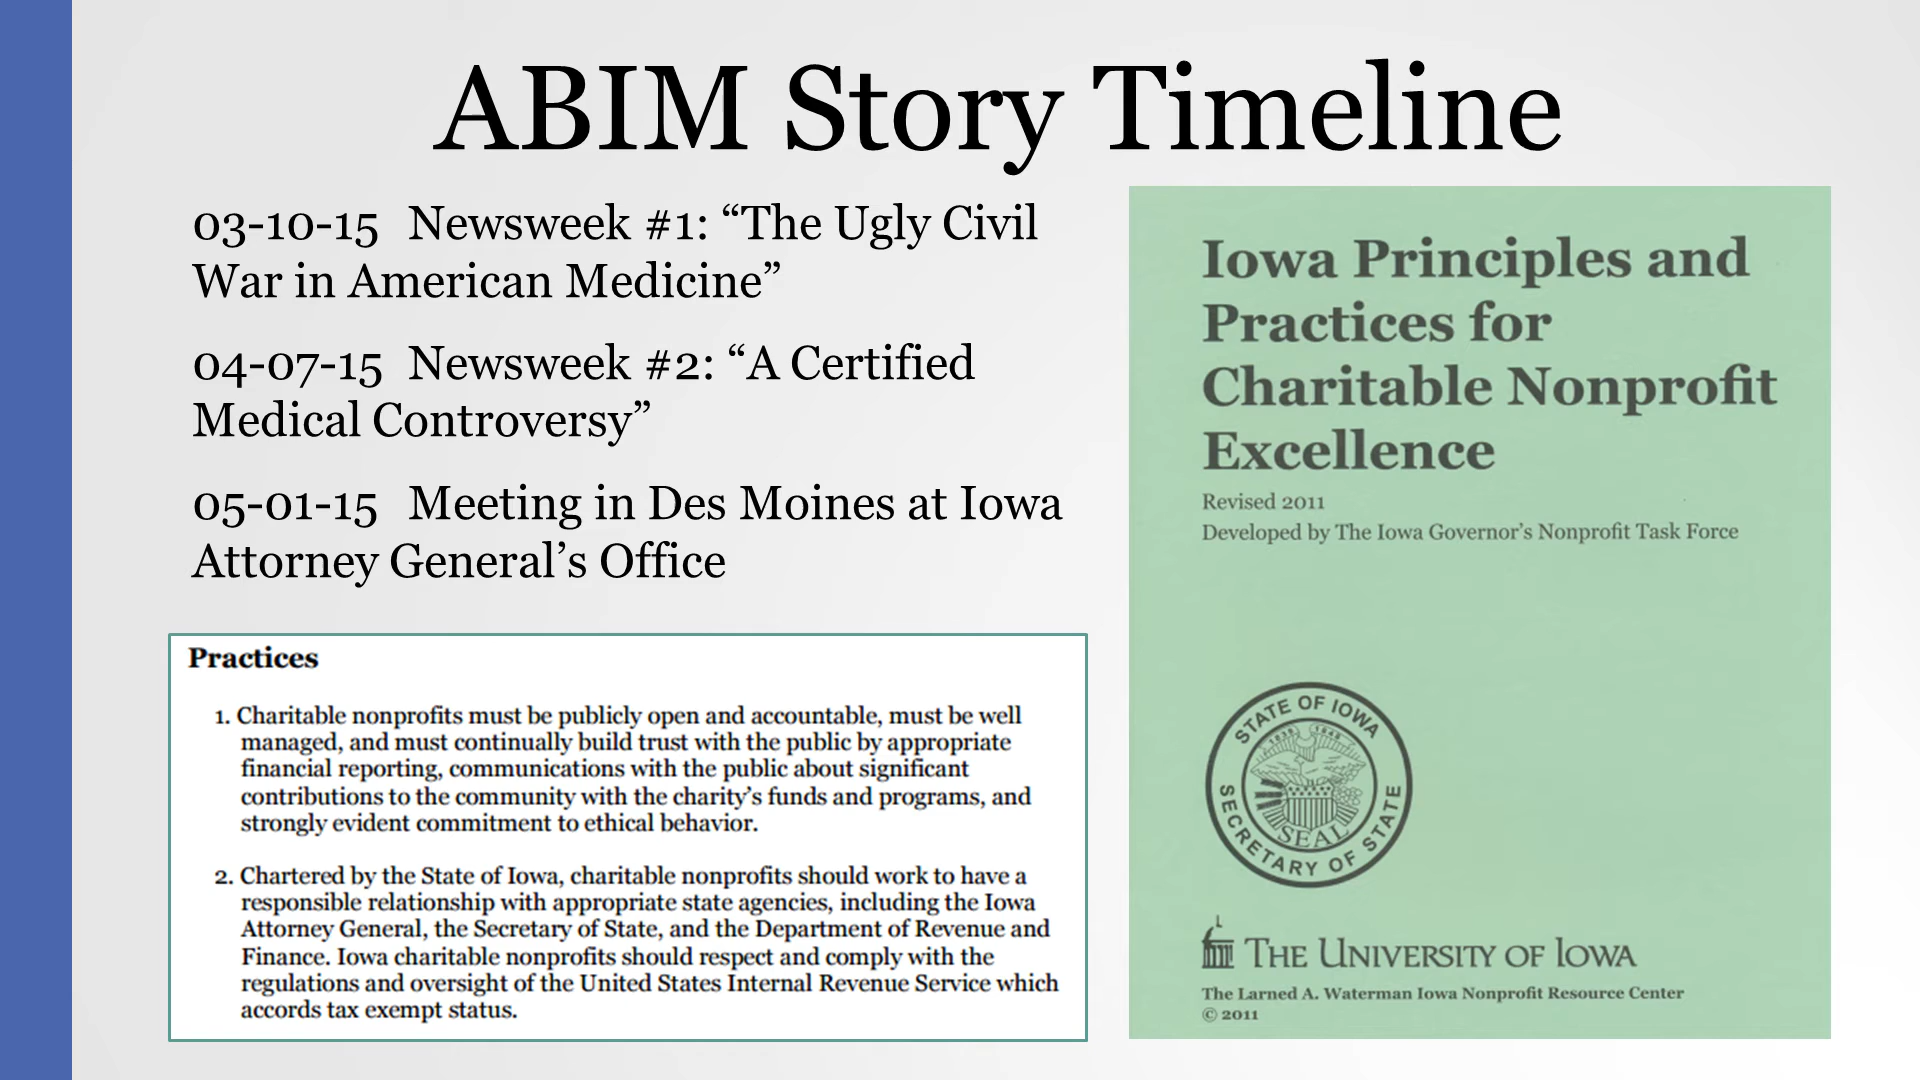 ABIM Story Timeline
03-10-15 Newsweek #1: “The Ugly Civil
War in American Medicine”
04-07-15 Newsweek #2: “A Certified
Medical Controversy”
05-01-15 Meeting in Des Moines at Iowa
Attorney General’s Office
Practices
1. Charitable nonprofits must be publicly open and accountable, must be well
managed, and must continually build trust with the public by appropriate
financial reporting, communications with the public about significant
contributions to the community with the charity’s funds and programs, and
strongly evident commitment to ethical behavior.
2. Chartered by the State of Iowa, charitable nonprofits should work to have a
responsible relationship with appropriate state agencies, including the Iowa
Attorney General, the Secretary of State, and the Department of Revenue and
Finance. Iowa charitable nonprofits should respect and comply with the
regulations and oversight of the United States Internal Revenue Service which
accords tax exempt status.
Iowa Principles and
Practices for
Charitable Nonprofit
Excellence
Revised 2011
Developed by The Iowa Governor’s Nonprofit Task Force
STATE OF IOWA
SEAL
SECRETARY OF STATE
THE UNIVERSITY OF IOWA
The Larned A. Waterman Iowa Nonprofit Resource Center
© 2011